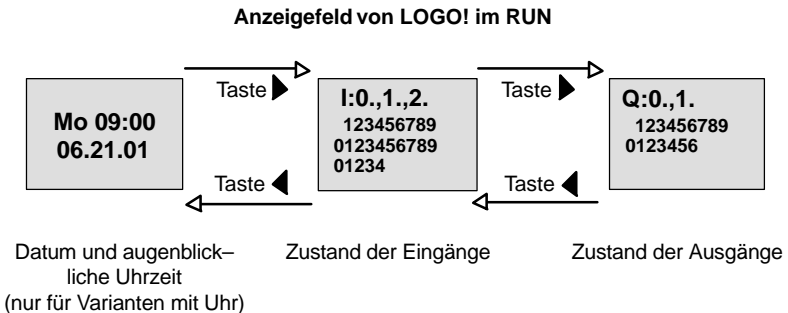 Anzeigefeld von LOGO! im RUN
Taste
Taste
Mo 09:00
06.21.01
I:0.,1.,2.
123456789
0123456789
01234
Q:0.,1.
123456789
0123456
Taste
Taste
Datum und augenblick–
liche Uhrzeit
(nur für Varianten mit Uhr)
Zustand der Eingänge
Zustand der Ausgänge